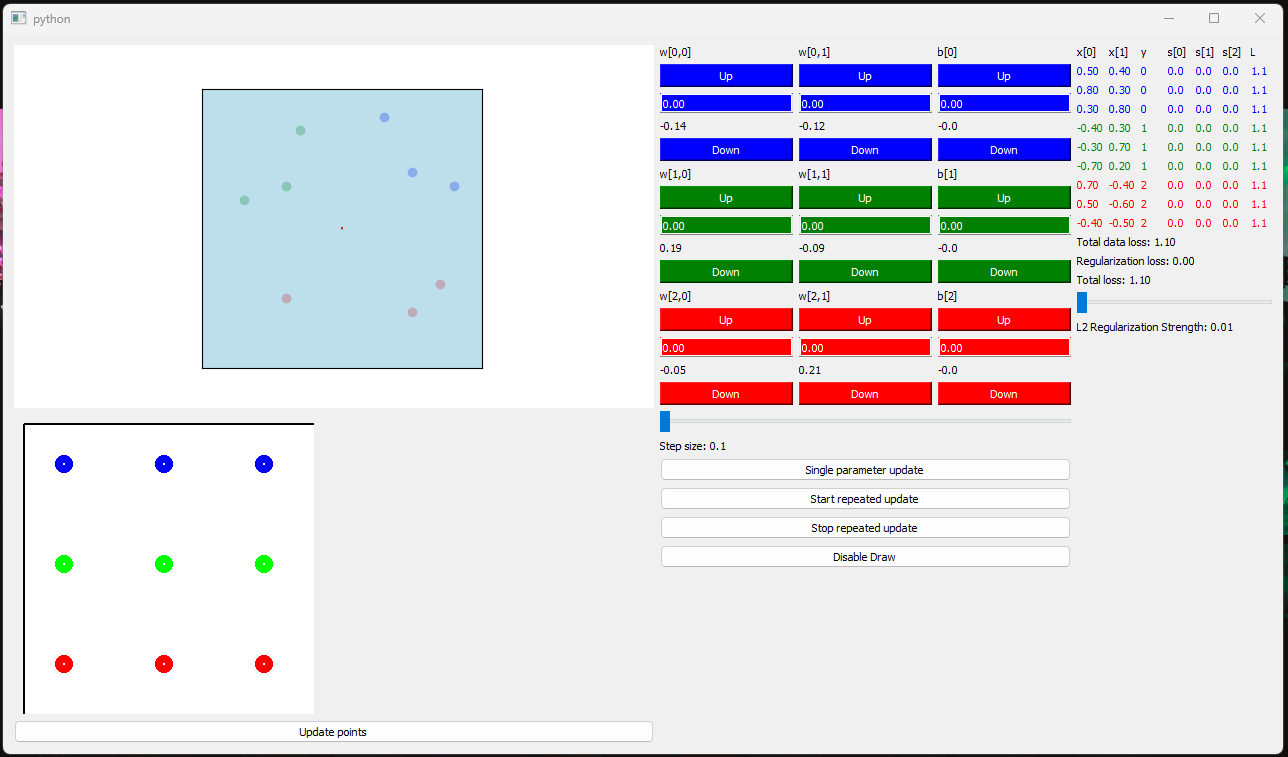 python
w[0,0] w[0,1] b[0]
Up Up Up
0.00 0.00 0.00
-0.14 -0.12 -0.0
Down Down Down
w[1,0] w[1,1] b[1]
Up Up Up
0.00 0.00 0.00
0.19 -0.09 -0.0
Down Down Down
w[2,0] w[2,1] b[2]
Up Up Up
0.00 0.00 0.00
-0.05 0.21 -0.0
Down Down Down
Step size: 0.1
Single parameter update
Start repeated update
Stop repeated update
Disable Draw
x[0] x[1] y s[0] s[1] s[2] L
0.50 0.40 0 0.0 0.0 0.0 1.1
0.80 0.30 0 0.0 0.0 0.0 1.1
0.30 0.80 0 0.0 0.0 0.0 1.1
-0.40 0.30 1 0.0 0.0 0.0 1.1
-0.30 0.70 1 0.0 0.0 0.0 1.1
-0.70 0.20 1 0.0 0.0 0.0 1.1
0.70 -0.40 2 0.0 0.0 0.0 1.1
0.50 -0.60 2 0.0 0.0 0.0 1.1
-0.40 -0.50 2 0.0 0.0 0.0 1.1
Total data loss: 1.10
Regularization loss: 0.00
Total loss: 1.10
L2 Regularization Strength: 0.01
Update points